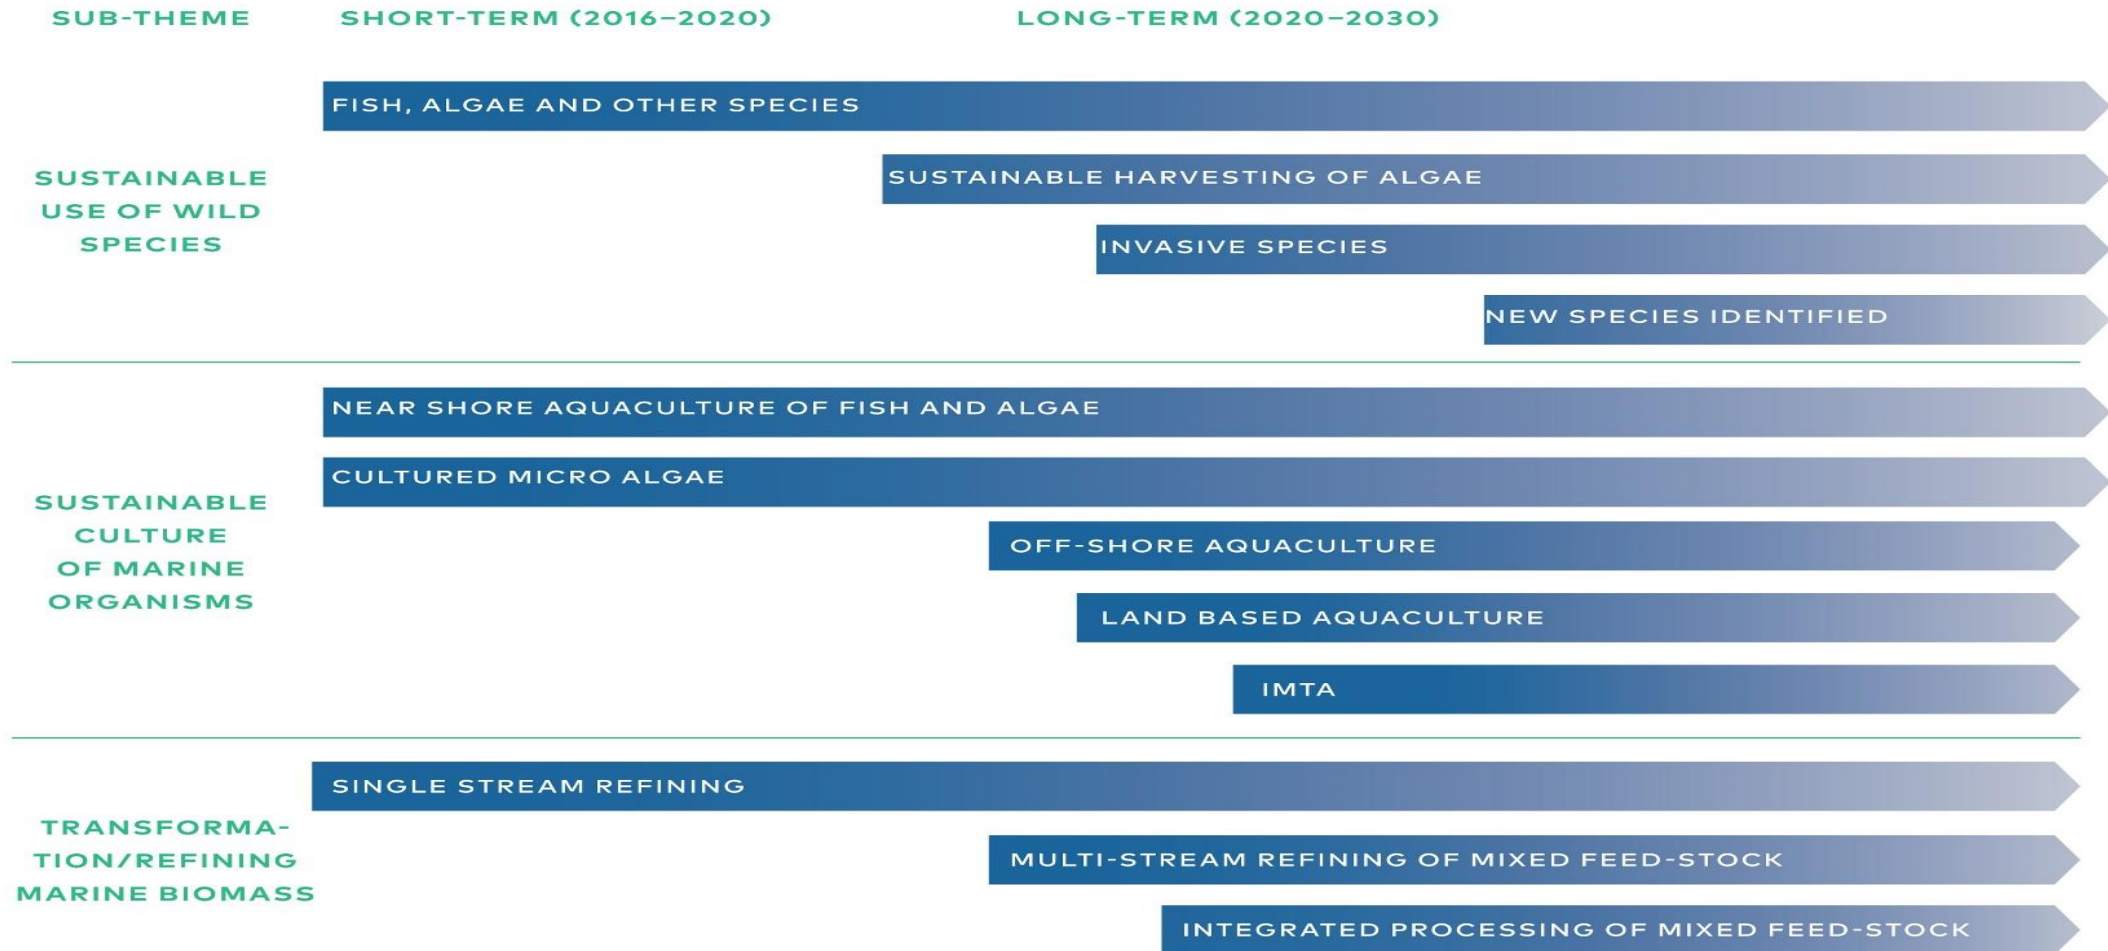 SUB-THEME
SHORT-TERM (2016–2020)
LONG-TERM (2020–2030)
SUSTAINABLE
USE OF WILD
SPECIES
FISH, ALGAE AND OTHER SPECIES
SUSTAINABLE HARVESTING OF ALGAE
INVASIVE SPECIES
NEW SPECIES IDENTIFIED
SUSTAINABLE
CULTURE
OF MARINE
ORGANISMS
NEAR SHORE AQUACULTURE OF FISH AND ALGAE
CULTURED MICRO ALGAE
OFF-SHORE AQUACULTURE
LAND BASED AQUACULTURE
IMTA
TRANSFORMA-
TION/REFINING
MARINE BIOMASS
SINGLE STREAM REFINING
MULTI-STREAM REFINING OF MIXED FEED-STOCK
INTEGRATED PROCESSING OF MIXED FEED-STOCK